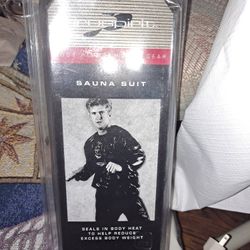 SAUNA SUIT
SEALS IN BODY HEAT
TO HELP REDUCE
EXCESS BODY WEIGHT